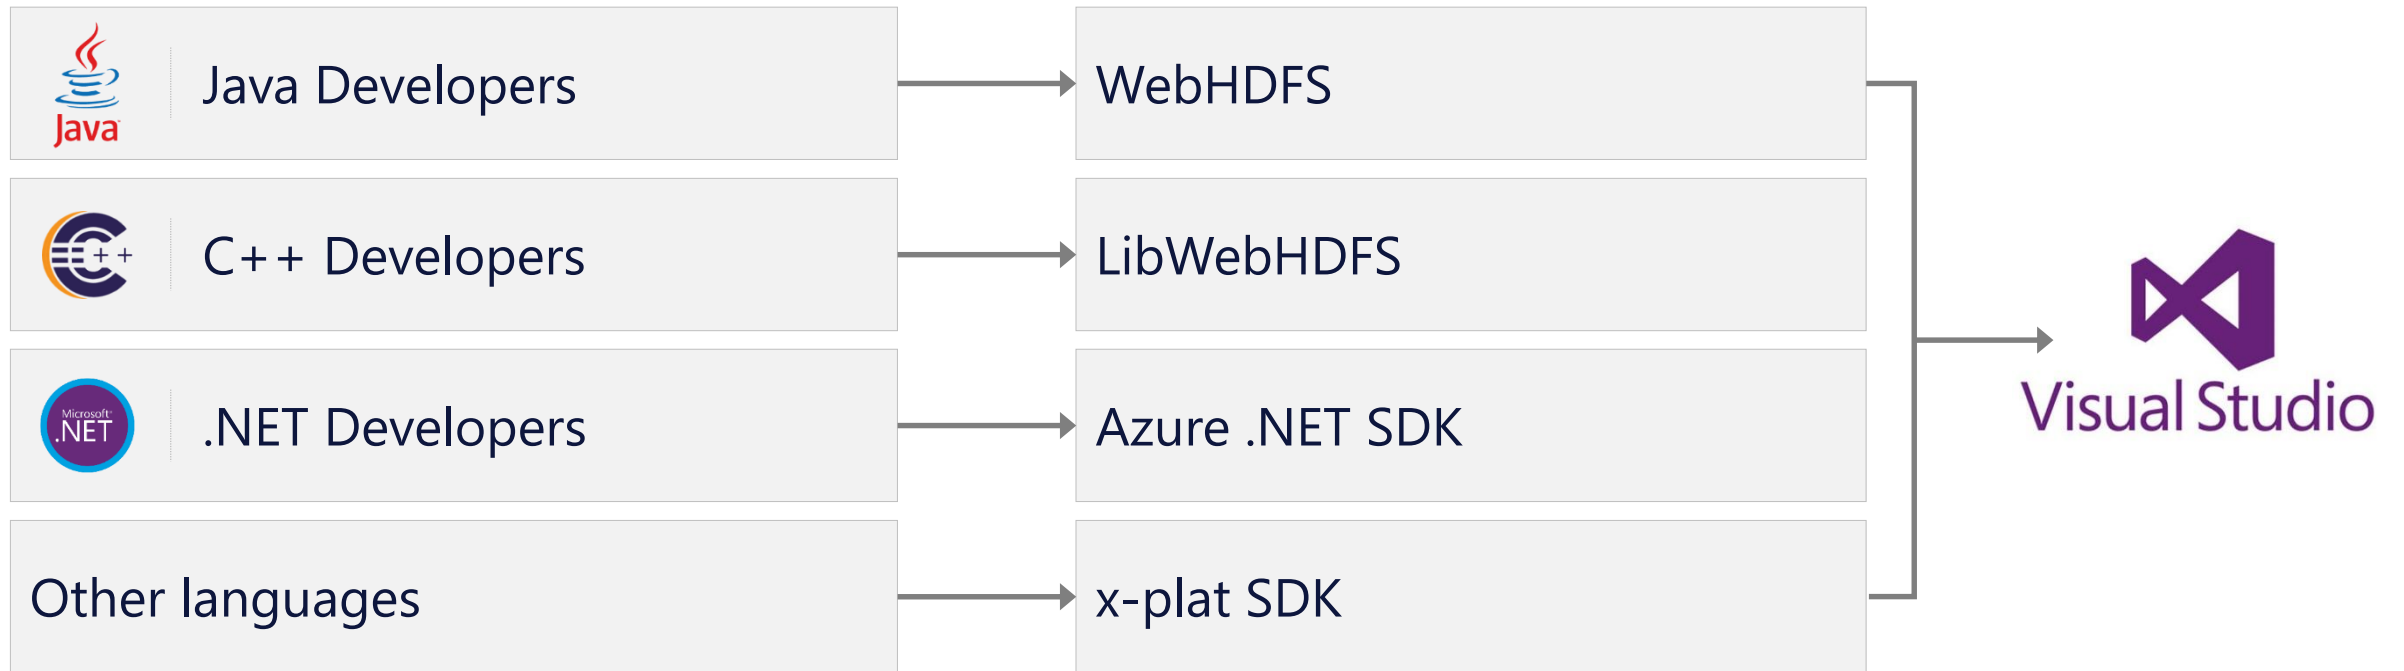 Java
Java Developers
WebHDFS
C++
C++ Developers
LibWebHDFS
Microsoft
.NET
.NET Developers
Azure .NET SDK
Other languages
x-plat SDK
Visual Studio